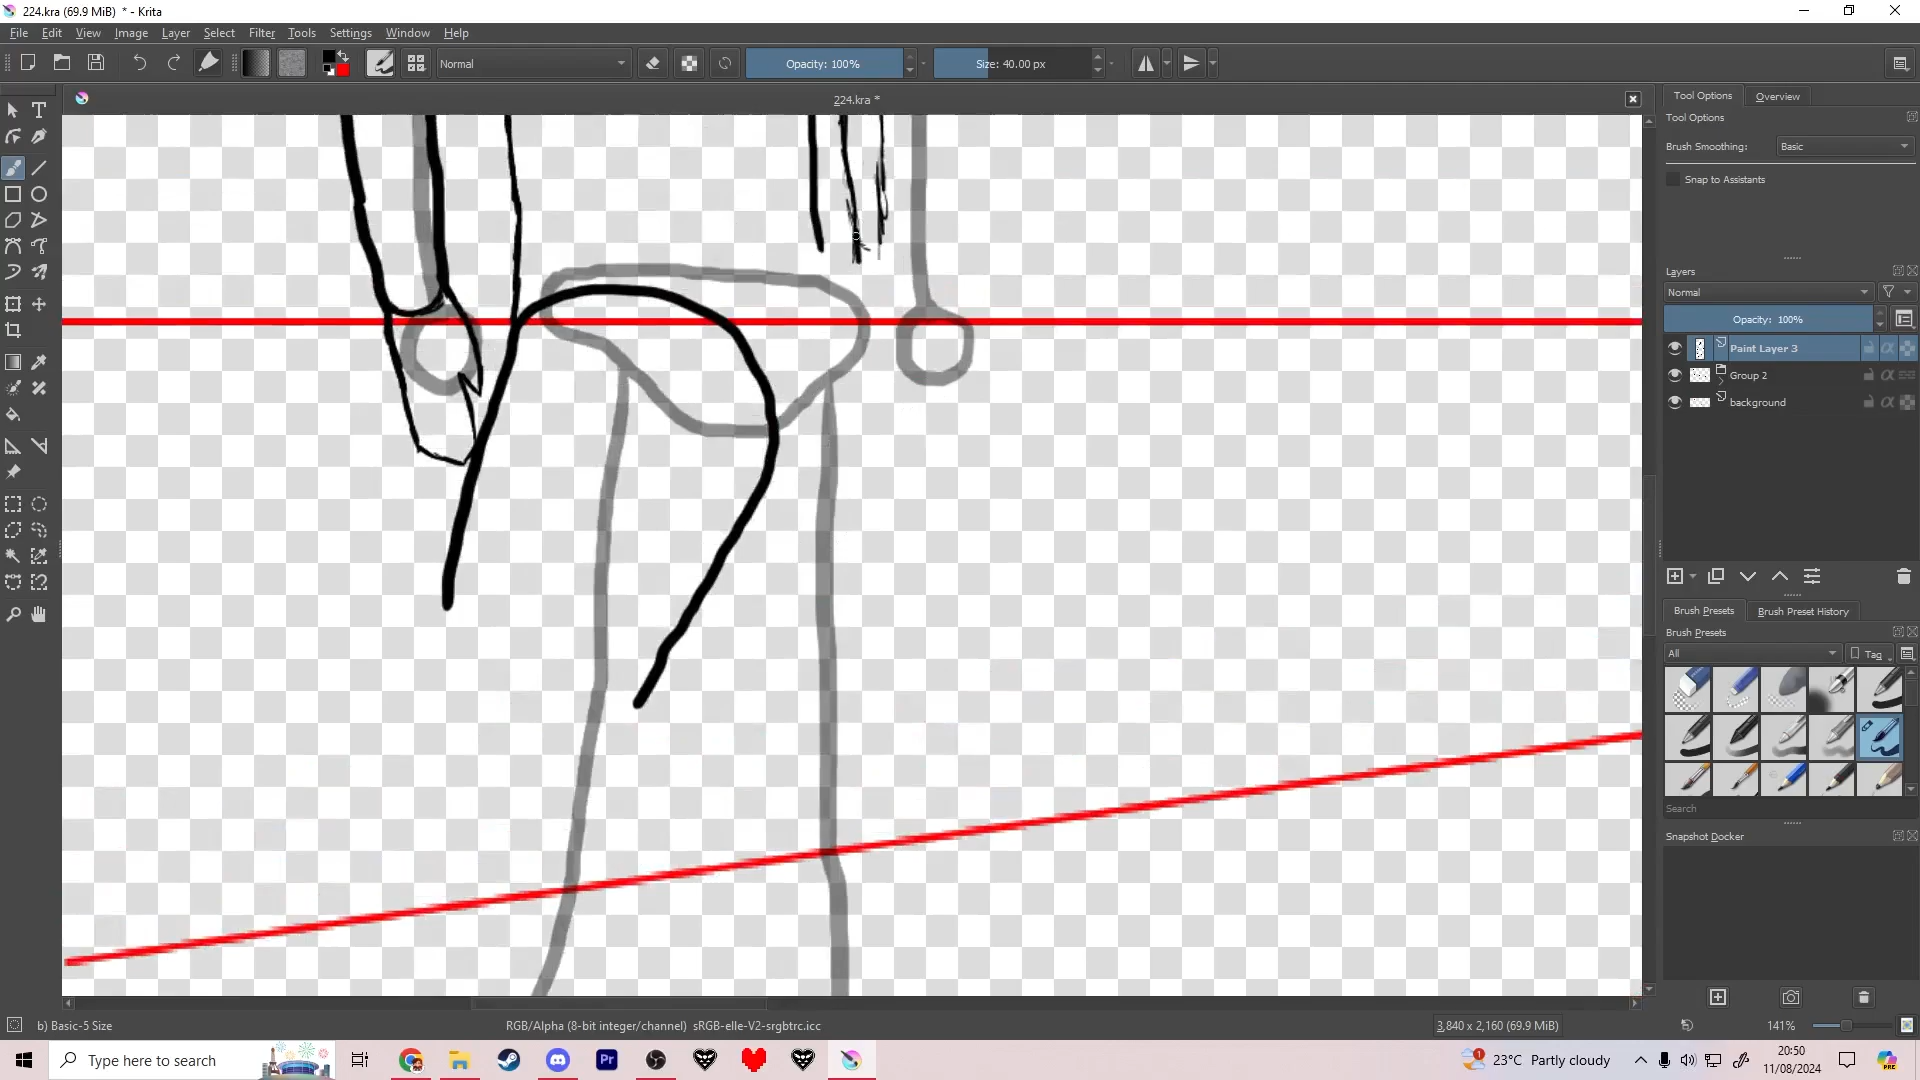 224.kra (69.9 MiB) * - Krita
File Edit View Image Layer Select Filter Tools Settings Window Help
Normal
Opacity: 100%
Size: 40.00 px
224.kra *
Tool Options
Overview
Tool Options
Brush Smoothing:
Basic
Snap to Assistants
Layers
Normal
Opacity: 100%
Paint Layer 3
Group 2
background
Brush Presets
Brush Preset History
Brush Presets
All
Tag
Search
Snapshot Docker
b) Basic-5 Size
RGB/Alpha (8-bit integer/channel) sRGB-elle-V2-srgbtrc.icc
3,840 x 2,160 (69.9 MiB)
141%
Type here to search
Pr
1
23°C Partly cloudy
20:50
11/08/2024
PRE